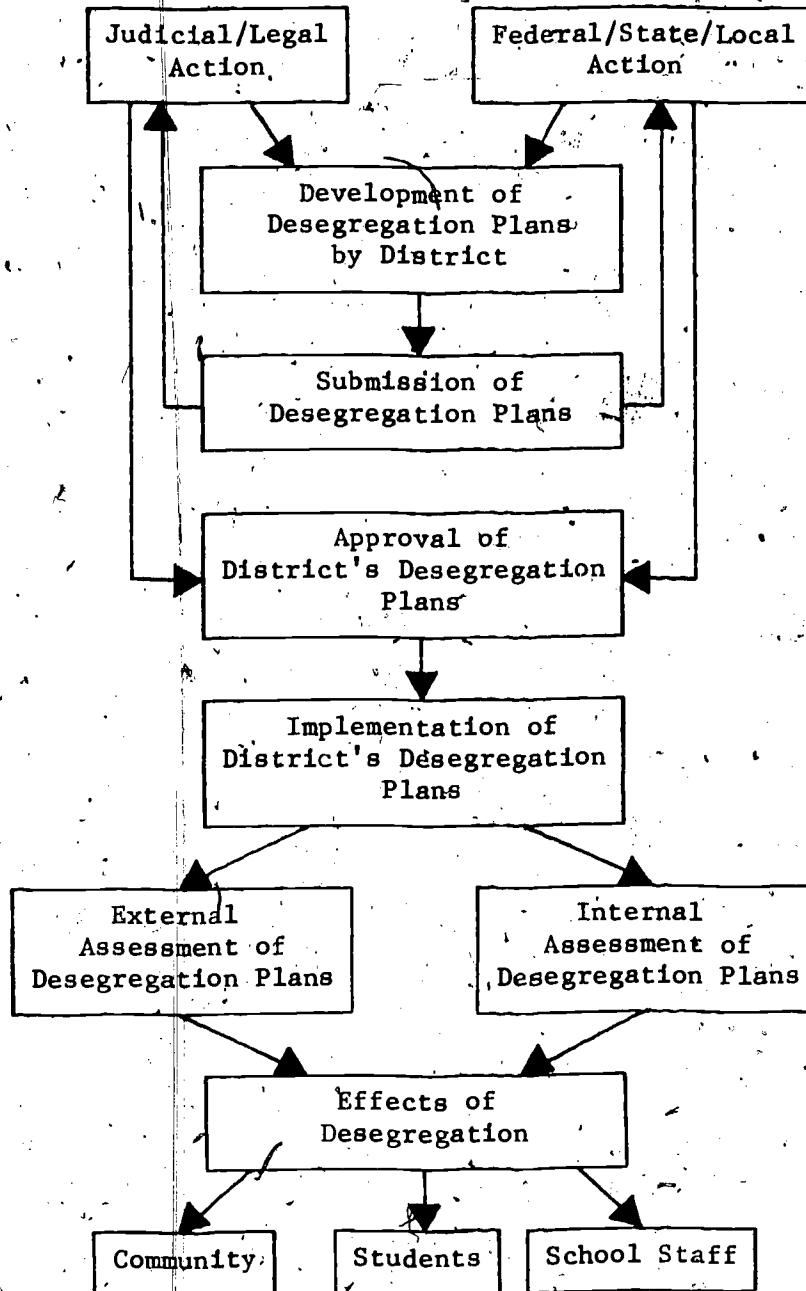 Judicial/Legal
Action
Federal/State/Local
Action
Development of
Desegregation Plans
by District
Submission of
Desegregation Plans
Approval of
District's Desegregation
Plans
Implementation of
District's Desegregation
Plans
External
Assessment of
Desegregation Plans
Internal
Assessment of
Desegregation Plans
Effects of
Desegregation
Community
Students
School Staff